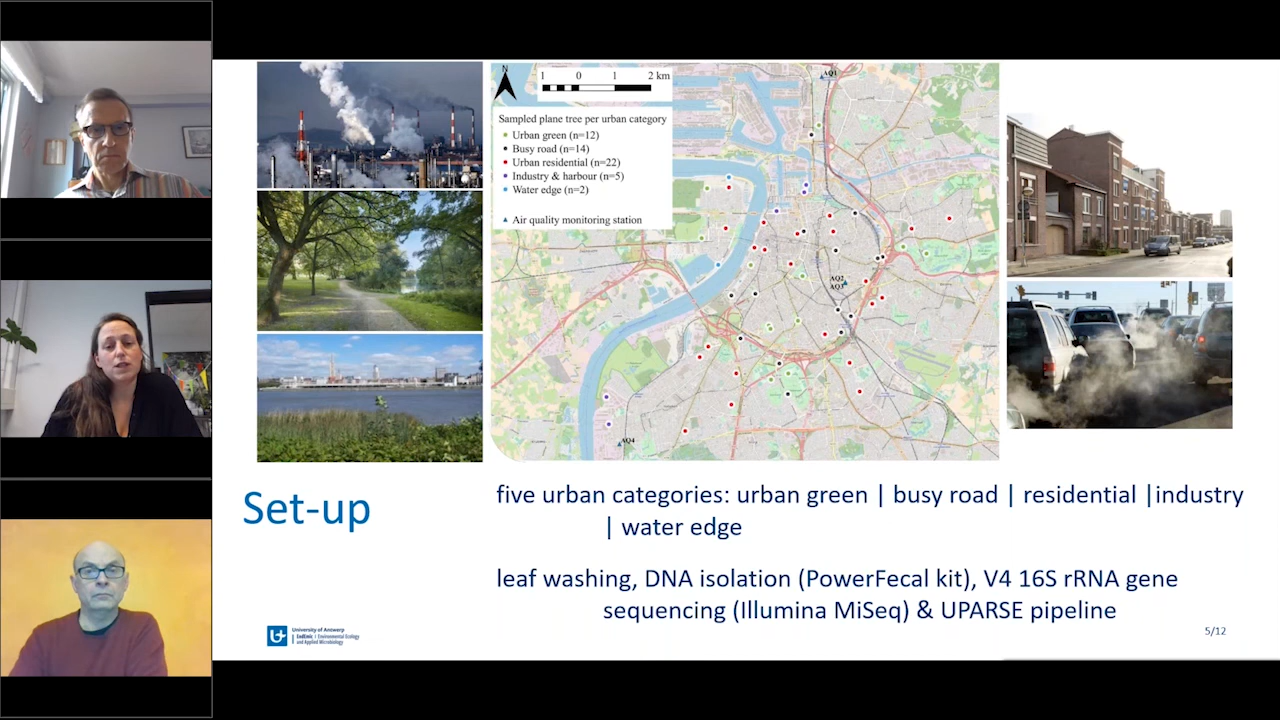 N
1 0 1 2 km
Sampled plane tree per urban category
Urban green (n=12)
Busy road (n=14)
Urban residential (n=22)
Industry & harbour (n=5)
Water edge (n=2)
Air quality monitoring station
AQ1
AQ2
AQ3
AQ4
Set-up
five urban categories: urban green | busy road | residential |industry
| water edge
leaf washing, DNA isolation (PowerFecal kit), V4 16S rRNA gene
sequencing (Illumina MiSeq) & UPARSE pipeline
University of Antwerp
EndEmic | Environmental Ecology
and Applied Microbiology
5/12